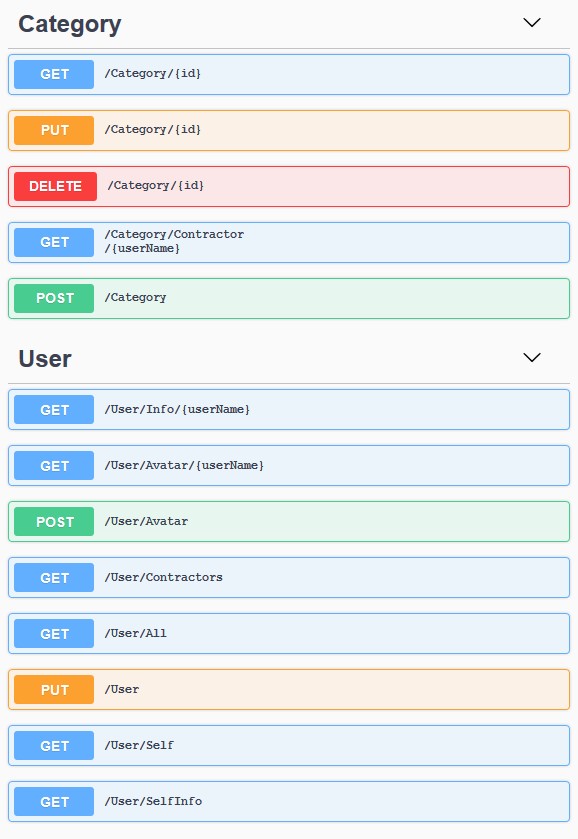 Category
GET /Category/{id}
PUT /Category/{id}
DELETE /Category/{id}
GET /Category/Contractor
/{userName}
POST /Category
User
GET /User/Info/{userName}
GET /User/Avatar/{userName}
POST /User/Avatar
GET /User/Contractors
GET /User/All
PUT /User
GET /User/Self
GET /User/SelfInfo